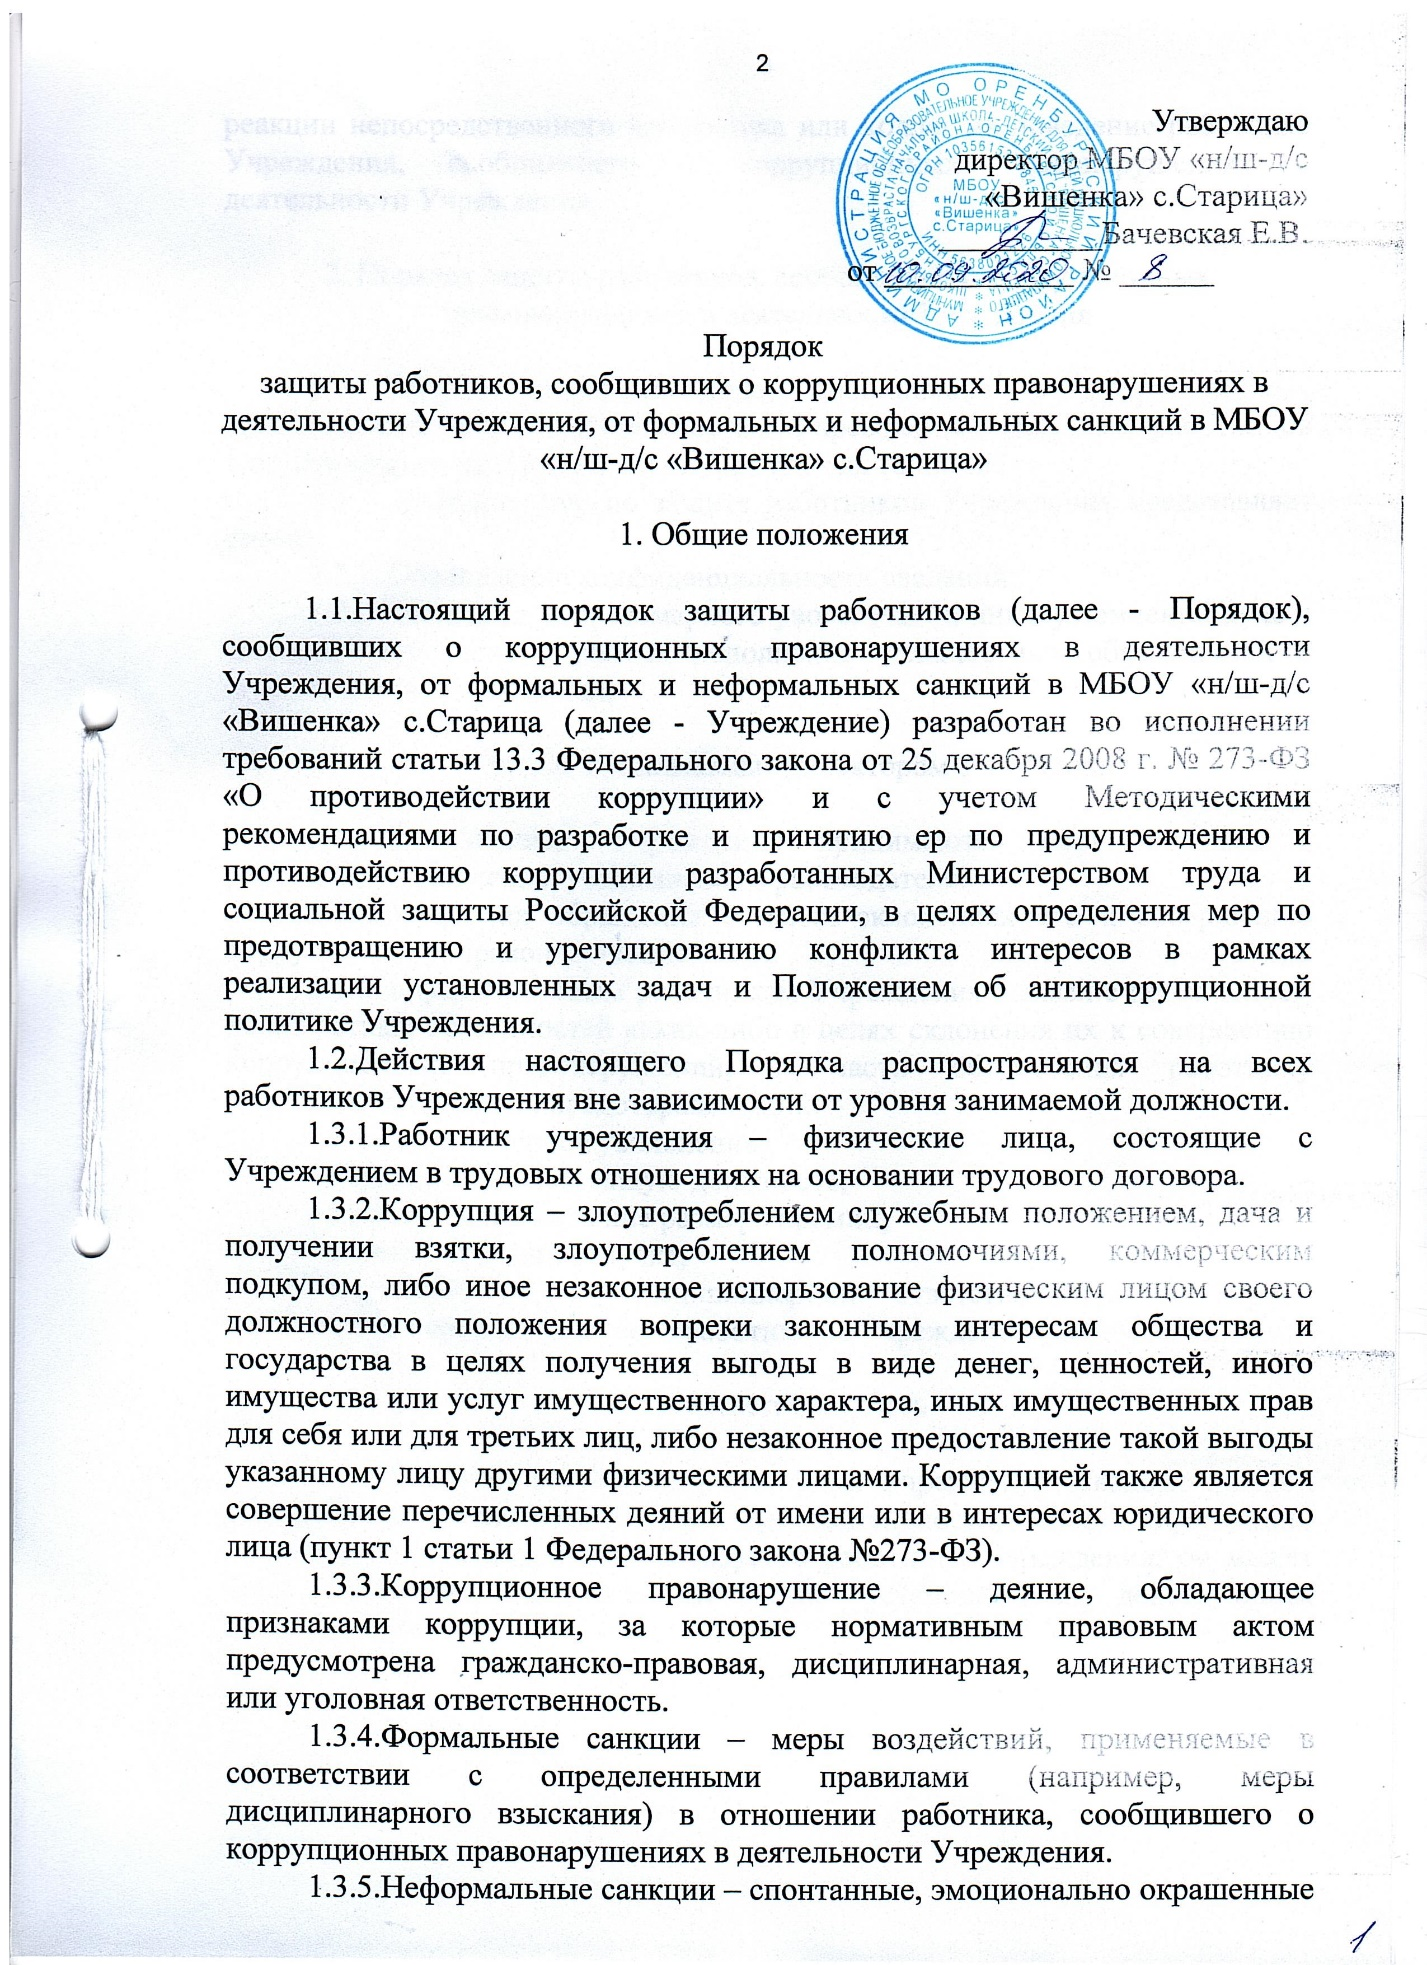 2
Утверждаю
директор МБОУ «н/ш-д/с
«Вишенка» с.Старица»
Бачевская Е.В.
от 10.09.2020 № 8
АДМИНИСТРАЦИЯ МО ОРЕНБУРГСКИЙ РАЙОН
МБОУ
«н/ш-д/с
«Вишенка»
с.Старица»
Порядок
защиты работников, сообщивших о коррупционных правонарушениях в
деятельности Учреждения, от формальных и неформальных санкций в МБОУ
«н/ш-д/с «Вишенка» с.Старица»
1. Общие положения
1.1.Настоящий порядок защиты работников (далее - Порядок),
сообщивших о коррупционных правонарушениях в деятельности
Учреждения, от формальных и неформальных санкций в МБОУ «н/ш-д/с
«Вишенка» с.Старица (далее - Учреждение) разработан во исполнении
требований статьи 13.3 Федерального закона от 25 декабря 2008 г. № 273-ФЗ
«О противодействии коррупции» и с учетом Методическими
рекомендациями по разработке и принятию ер по предупреждению и
противодействию коррупции разработанных Министерством труда и
социальной защиты Российской Федерации, в целях определения мер по
предотвращению и урегулированию конфликта интересов в рамках
реализации установленных задач и Положением об антикоррупционной
политике Учреждения.
1.2.Действия настоящего Порядка распространяются на всех
работников Учреждения вне зависимости от уровня занимаемой должности.
1.3.1.Работник учреждения – физические лица, состоящие с
Учреждением в трудовых отношениях на основании трудового договора.
1.3.2.Коррупция – злоупотреблением служебным положением, дача и
получении взятки, злоупотреблением полномочиями, коммерческим
подкупом, либо иное незаконное использование физическим лицом своего
должностного положения вопреки законным интересам общества и
государства в целях получения выгоды в виде денег, ценностей, иного
имущества или услуг имущественного характера, иных имущественных прав
для себя или для третьих лиц, либо незаконное предоставление такой выгоды
указанному лицу другими физическими лицами. Коррупцией также является
совершение перечисленных деяний от имени или в интересах юридического
лица (пункт 1 статьи 1 Федерального закона №273-ФЗ).
1.3.3.Коррупционное правонарушение – деяние, обладающее
признаками коррупции, за которые нормативным правовым актом
предусмотрена гражданско-правовая, дисциплинарная, административная
или уголовная ответственность.
1.3.4.Формальные санкции – меры воздействий, применяемые в
соответствии с определенными правилами (например, меры
дисциплинарного взыскания) в отношении работника, сообщившего о
коррупционных правонарушениях в деятельности Учреждения.
1.3.5.Неформальные санкции – спонтанные, эмоционально окрашенные
1